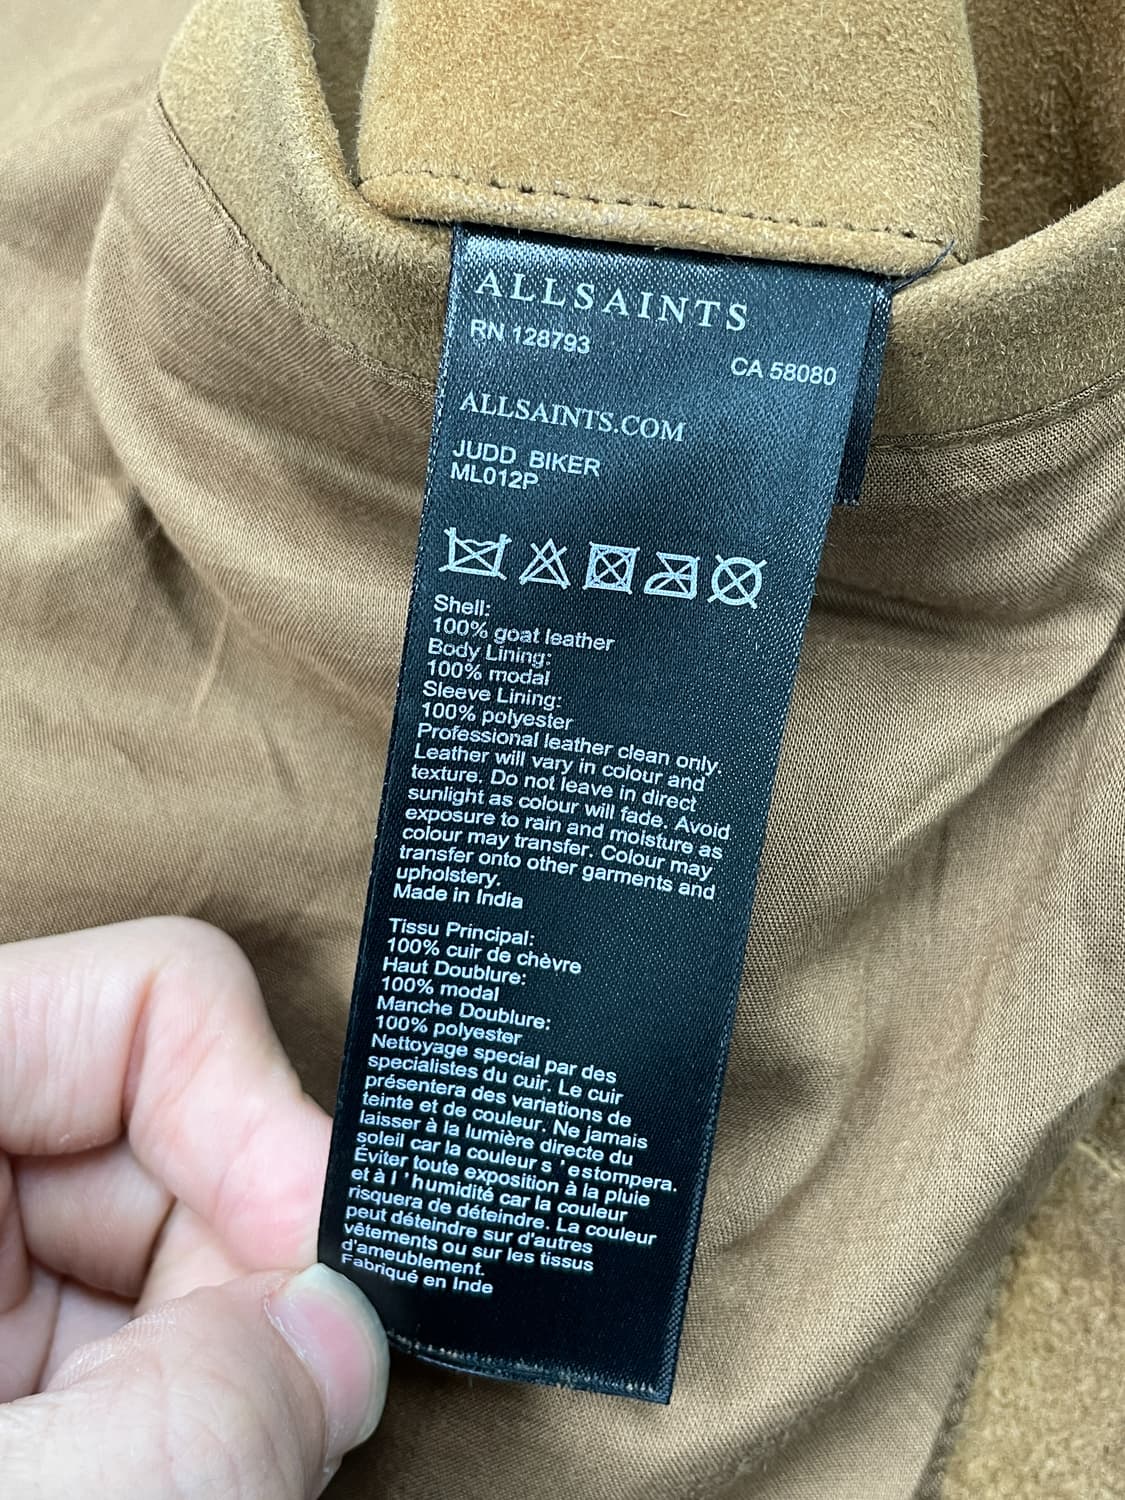 ALLSAINTS
RN 128793
CA 58080
ALLSAINTS.COM
JUDD BIKER
ML012P
Shell:
100% goat leather
Body Lining:
100% modal
Sleeve Lining:
100% polyester
Professional leather clean only.
Leather will vary in colour and
texture. Do not leave in direct
sunlight as colour will fade. Avoid
exposure to rain and moisture as
colour may transfer. Colour may
transfer onto other garments and
upholstery.
Made in India
Tissu Principal:
100% cuir de chèvre
Haut Doublure:
100% modal
Manche Doublure:
100% polyester
Nettoyage special par des
specialistes du cuir. Le cuir
présentera des variations de
teinte et de couleur. Ne jamais
laisser à la lumière directe du
soleil car la couleur s 'estompera.
Éviter toute exposition à la pluie
et à l 'humidité car la couleur
risquera de déteindre. La couleur
peut déteindre sur d'autres
vêtements ou sur les tissus
d'ameublement.
Fabriqué en Inde